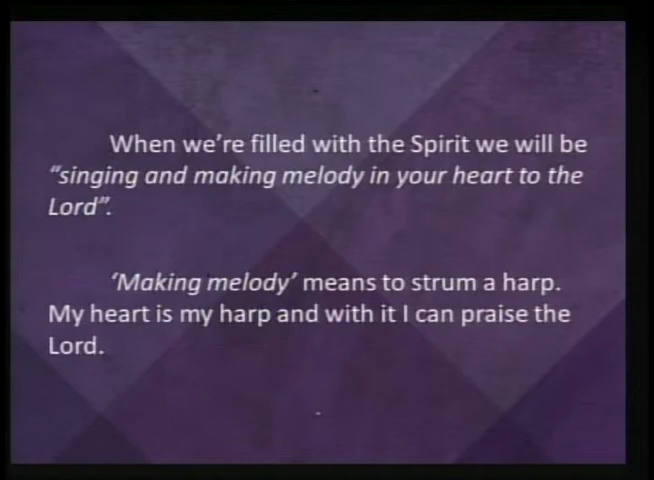 When we’re filled with the Spirit we will be
“singing and making melody in your heart to the
Lord”.
‘Making melody’ means to strum a harp.
My heart is my harp and with it I can praise the
Lord.